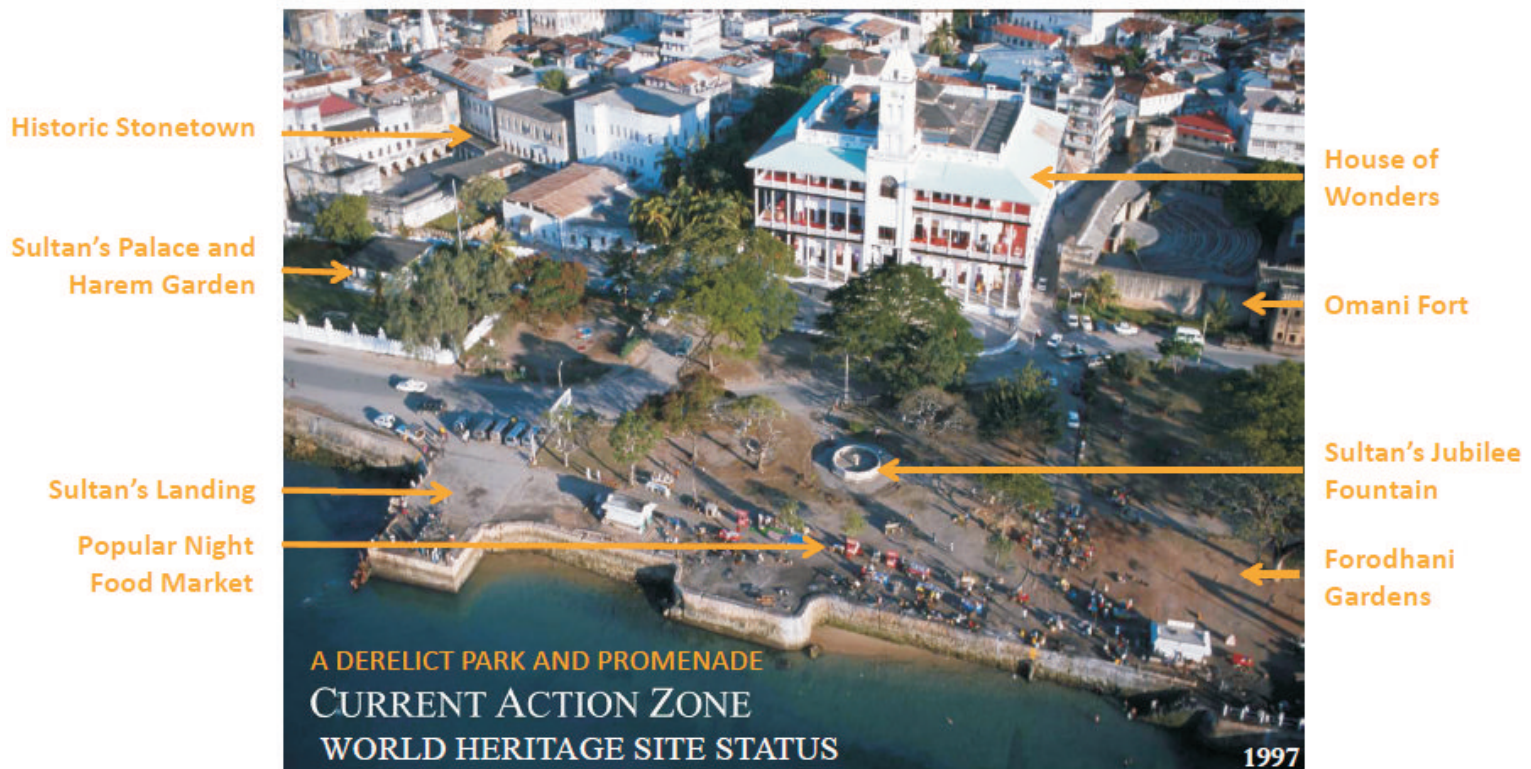 Historic Stonetown
Sultan's Palace and
Harem Garden
Sultan's Landing
Popular Night
Food Market
House of
Wonders
Omani Fort
Sultan's Jubilee
Fountain
Forodhani
Gardens
A DERELICT PARK AND PROMENADE
CURRENT ACTION ZONE
WORLD HERITAGE SITE STATUS
1997